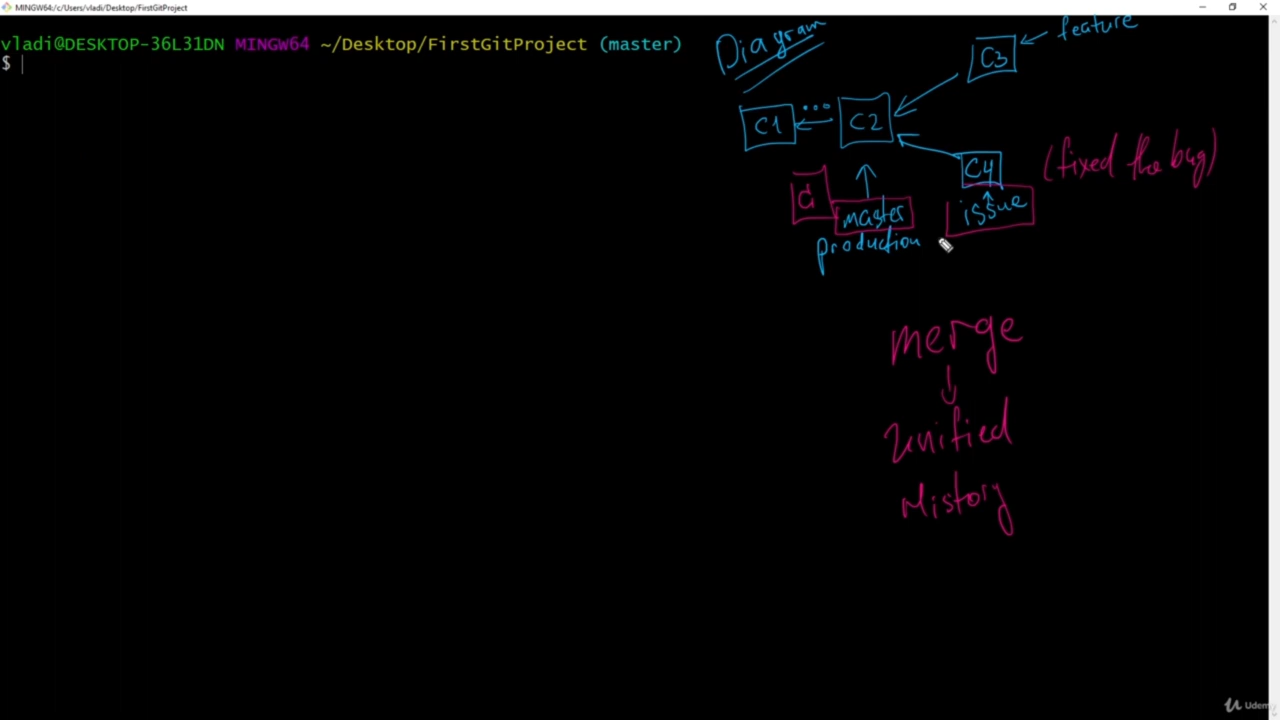 MINGW64:/c/Users/vladi/Desktop/FirstGitProject
vladi@DESKTOP-36L31DN MINGW64 ~/Desktop/FirstGitProject (master)
$
Diagram
feature
C3
C1 ... C2
C4
(fixed the bug)
master
issue
production
merge
Unified
History
Udemy